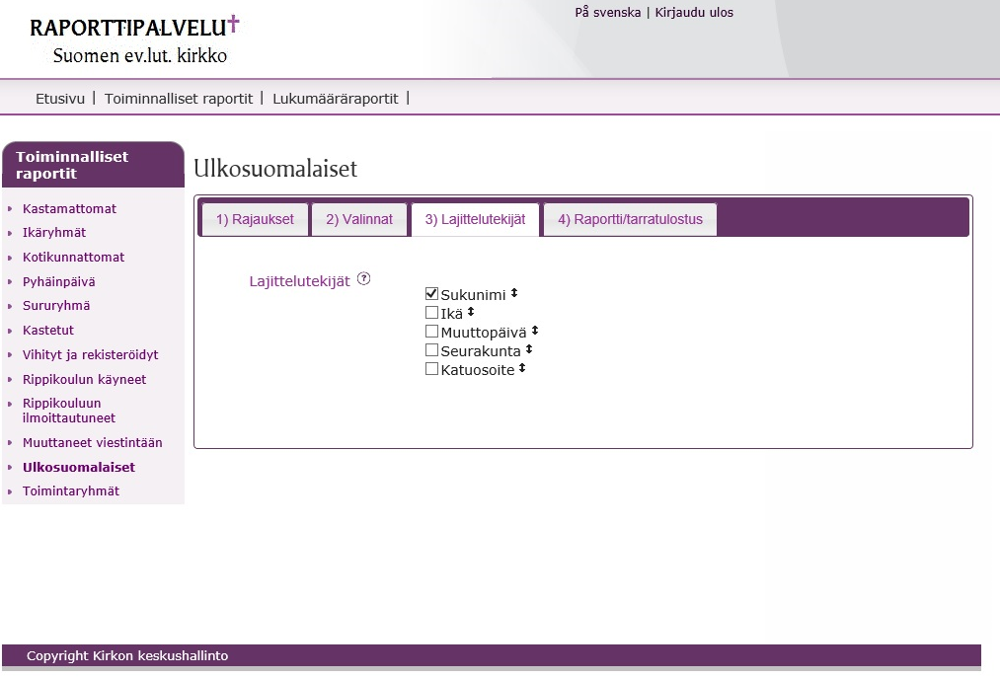 På svenska | Kirjaudu ulos
RAPORTTIPALVELU
Suomen ev.lut. kirkko
Etusivu | Toiminnalliset raportit | Lukumääräraportit |
Toiminnalliset
raportit
Kastamattomat
Ikäryhmät
Kotikunnattomat
Pyhäinpäivä
Sururyhmä
Kastetut
Vihityt ja rekisteröidyt
Rippikoulun käyneet
Rippikouluun
ilmoittautuneet
Muuttaneet viestintään
Ulkosuomalaiset
Toimintaryhmät
Ulkosuomalaiset
1) Rajaukset
2) Valinnat
3) Lajittelutekijät
4) Raportti/tarratulostus
Lajittelutekijät ?
Sukunimi
Ikä
Muuttopäivä
Seurakunta
Katuosoite
Copyright Kirkon keskushallinto